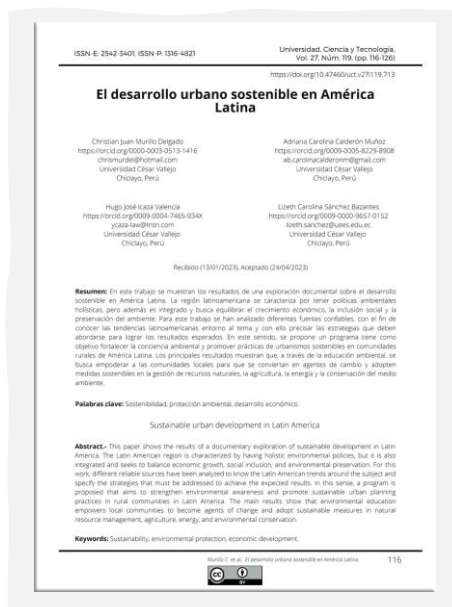 ISSN-E: 2542-3401, ISSN-P: 1316-4821
Universidad, Ciencia y Tecnología,
Vol. 27, Núm. 119, (pp. 116-126)
https://doi.org/10.47460/uct.v27i119.713
El desarrollo urbano sostenible en América
Latina
Christian Juan Murillo Delgado
https://orcid.org/0000-0003-0513-1416
chrismurdel@hotmail.com
Universidad César Vallejo
Chiclayo, Perú
Adriana Carolina Calderón Muñoz
https://orcid.org/0009-0005-8229-8908
ab.carolinacalderonm@gmail.com
Universidad César Vallejo
Chiclayo, Perú
Hugo José Icaza Valencia
https://orcid.org/0009-0004-7465-934X
ycaza-law@msn.com
Universidad César Vallejo
Chiclayo, Perú
Lizeth Carolina Sánchez Bazantes
https://orcid.org/0000-0000-9657-0152
lizeth.sanchez@uees.edu.ec
Universidad César Vallejo
Chiclayo, Perú
Recibido (13/01/2023), Aceptado (24/04/2023)
Resumen: En este trabajo se muestran los resultados de una exploración documental sobre el desarrollo
sostenible en América Latina. La región latinoamericana se caracteriza por tener políticas ambientales
holísticas, pero además es integrado y busca equilibrar el crecimiento económico, la inclusión social y la
preservación del ambiente. Para este trabajo se han analizado diferentes fuentes confiables, con el fin de
conocer las tendencias latinoamericanas entorno al tema y con ello precisar las estrategias que deben
abordarse para lograr los resultados esperados. En este sentido, se propone un programa tiene como
objetivo fortalecer la conciencia ambiental y promover prácticas de urbanismos sostenibles en comunidades
rurales de América Latina. Los principales resultados muestran que, a través de la educación ambiental, se
busca empoderar a las comunidades locales para que se conviertan en agentes de cambio y adopten
medidas sostenibles en la gestión de recursos naturales, la agricultura, la energía y la conservación del medio
ambiente.
Palabras clave: Sostenibilidad, protección ambiental, desarrollo económico.
Sustainable urban development in Latin America
Abstract.- This paper shows the results of a documentary exploration of sustainable development in Latin
America. The Latin American region is characterized by having holistic environmental policies, but it is also
integrated and seeks to balance economic growth, social inclusion, and environmental preservation. For this
work, different reliable sources have been analyzed to know the Latin American trends around the subject and
specify the strategies that must be addressed to achieve the expected results. In this sense, a program is
proposed that aims to strengthen environmental awareness and promote sustainable urban planning
practices in rural communities in Latin America. The main results show that environmental education
empowers local communities to become agents of change and adopt sustainable measures in natural
resource management, agriculture, energy, and environmental conservation.
Keywords: Sustainability, environmental protection, economic development.
Murillo C. et al. El desarrollo urbano sostenible en América Latina
116
cc
BY